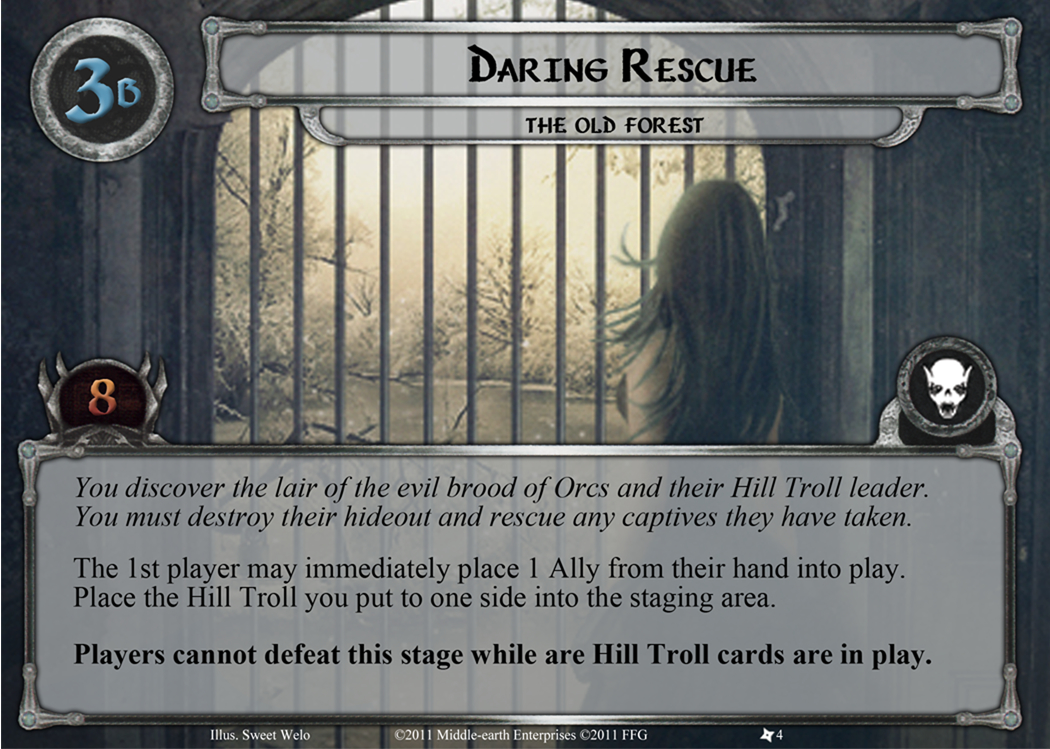 3B
DARING RESCUE
THE OLD FOREST
8
You discover the lair of the evil brood of Orcs and their Hill Troll leader.
You must destroy their hideout and rescue any captives they have taken.
The 1st player may immediately place 1 Ally from their hand into play.
Place the Hill Troll you put to one side into the staging area.
Players cannot defeat this stage while are Hill Troll cards are in play.
Illus. Sweet Welo ©2011 Middle-earth Enterprises ©2011 FFG 4